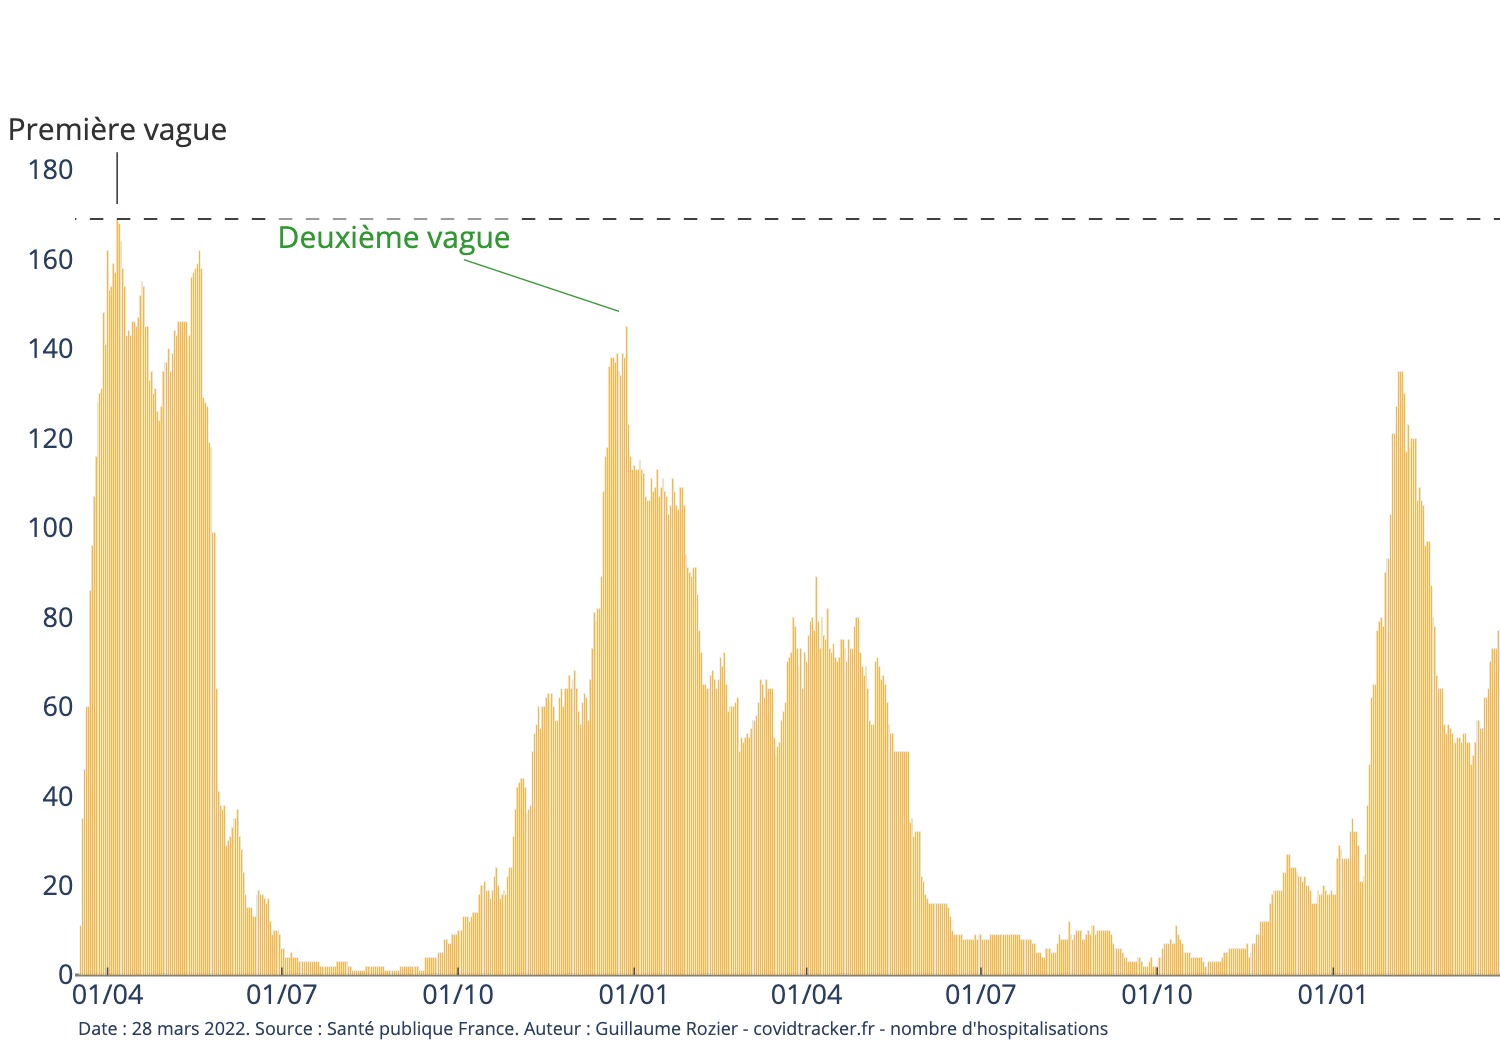 Première vague
180
Deuxième vague
160
140
120
100
80
60
40
20
0
01/04 01/07 01/10 01/01 01/04 01/07 01/10 01/01
Date : 28 mars 2022. Source : Santé publique France. Auteur : Guillaume Rozier - covidtracker.fr - nombre d'hospitalisations